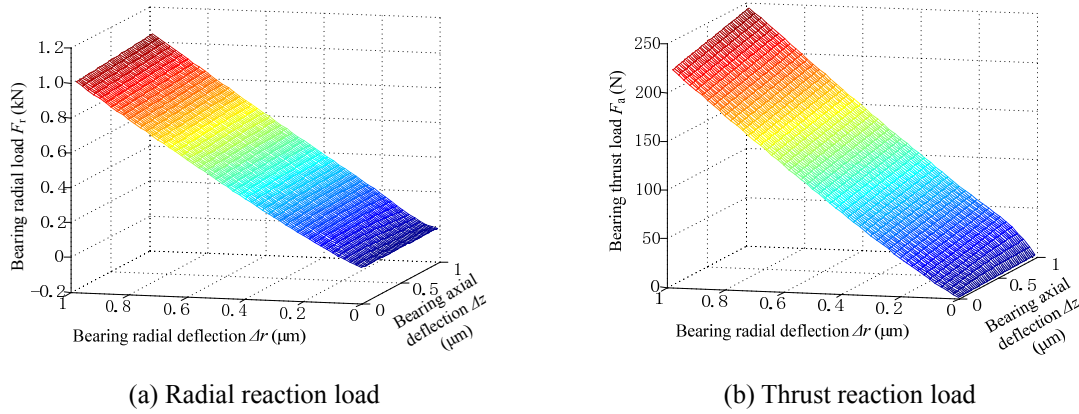 1.2
1.0
0.8
0.6
0.4
0.2
0
−0.2
Bearing radial load Fr (kN)
1
0.8
0.6
0.4
0.2
0
Bearing radial deflection Δr (μm)
0
0.5
1
Bearing axial
deflection Δz
(μm)
(a) Radial reaction load
250
200
150
100
50
0
Bearing thrust load Fa (N)
1
0.8
0.6
0.4
0.2
0
Bearing radial deflection Δr (μm)
0
0.5
1
Bearing axial
deflection Δz
(μm)
(b) Thrust reaction load